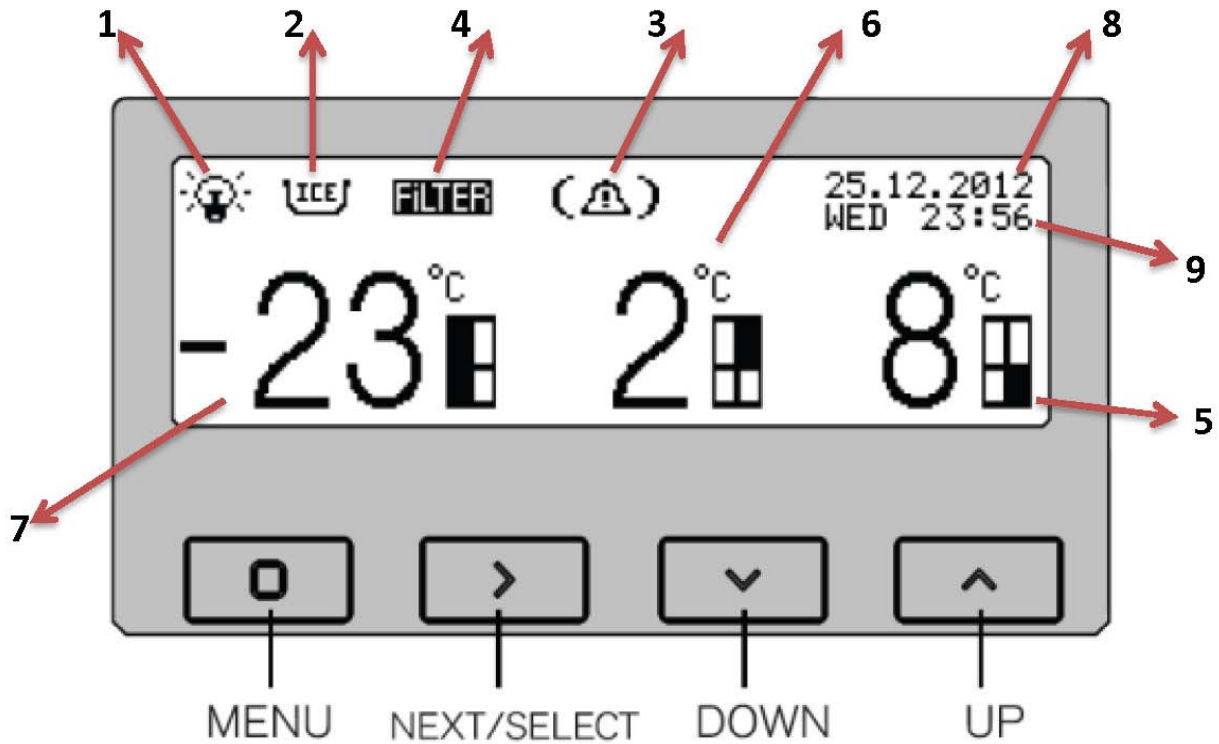 1 2 4 3 6 8
ICE FiLTER 25.12.2012
WED 23:56
9
-23°C 2°C 8°C
5
7
MENU NEXT/SELECT DOWN UP